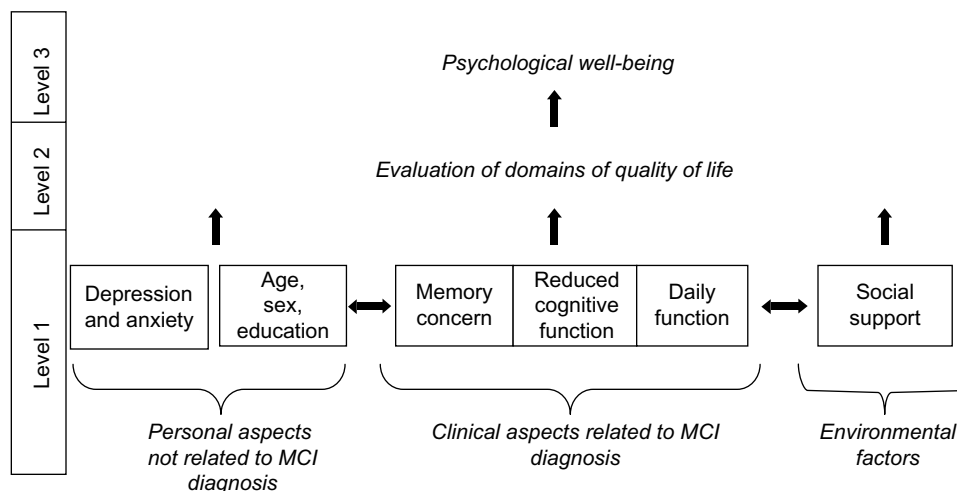 Level 3
Psychological well-being
Level 2
Evaluation of domains of quality of life
Level 1
Depression
and anxiety
Age,
sex,
education
Memory
concern
Reduced
cognitive
function
Daily
function
Social
support
Personal aspects
not related to MCI
diagnosis
Clinical aspects related to MCI
diagnosis
Environmental
factors